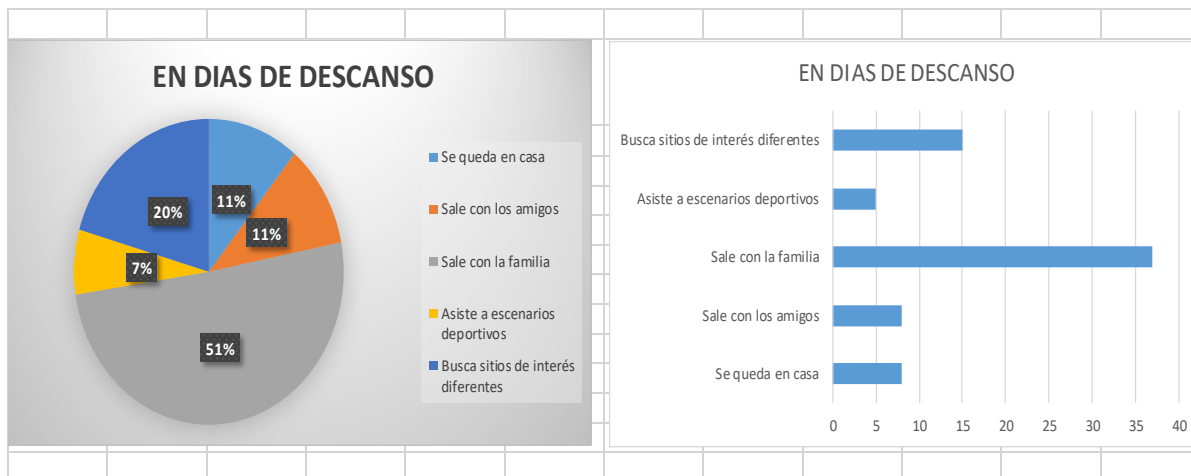 EN DIAS DE DESCANSO
11%
11%
51%
7%
20%
Se queda en casa
Sale con los amigos
Sale con la familia
Asiste a escenarios
deportivos
Busca sitios de interés
diferentes
EN DIAS DE DESCANSO
Busca sitios de interés diferentes
Asiste a escenarios deportivos
Sale con la familia
Sale con los amigos
Se queda en casa
0 5 10 15 20 25 30 35 40